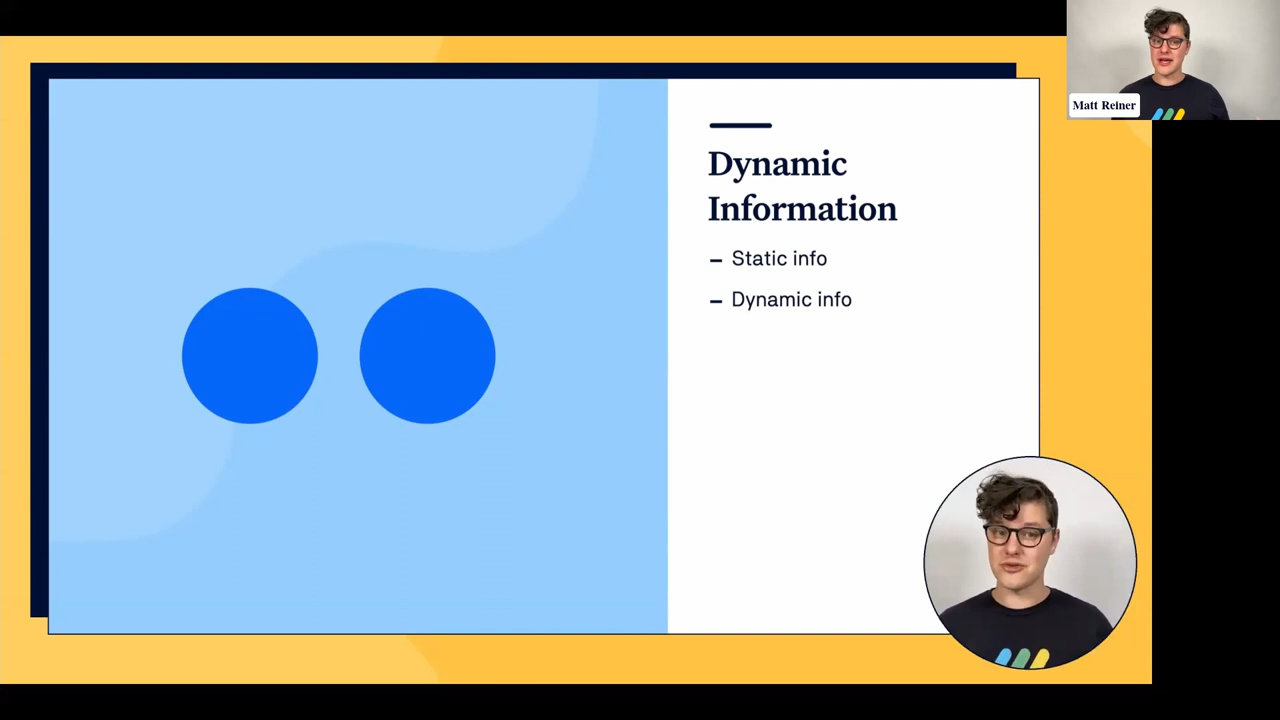 Matt Reiner
Dynamic
Information
– Static info
– Dynamic info